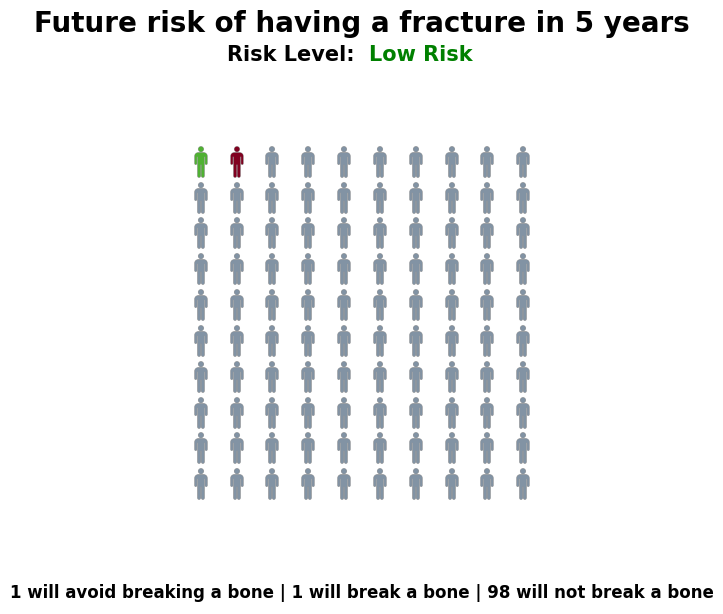 Future risk of having a fracture in 5 years
Risk Level: Low Risk
1 will avoid breaking a bone | 1 will break a bone | 98 will not break a bone